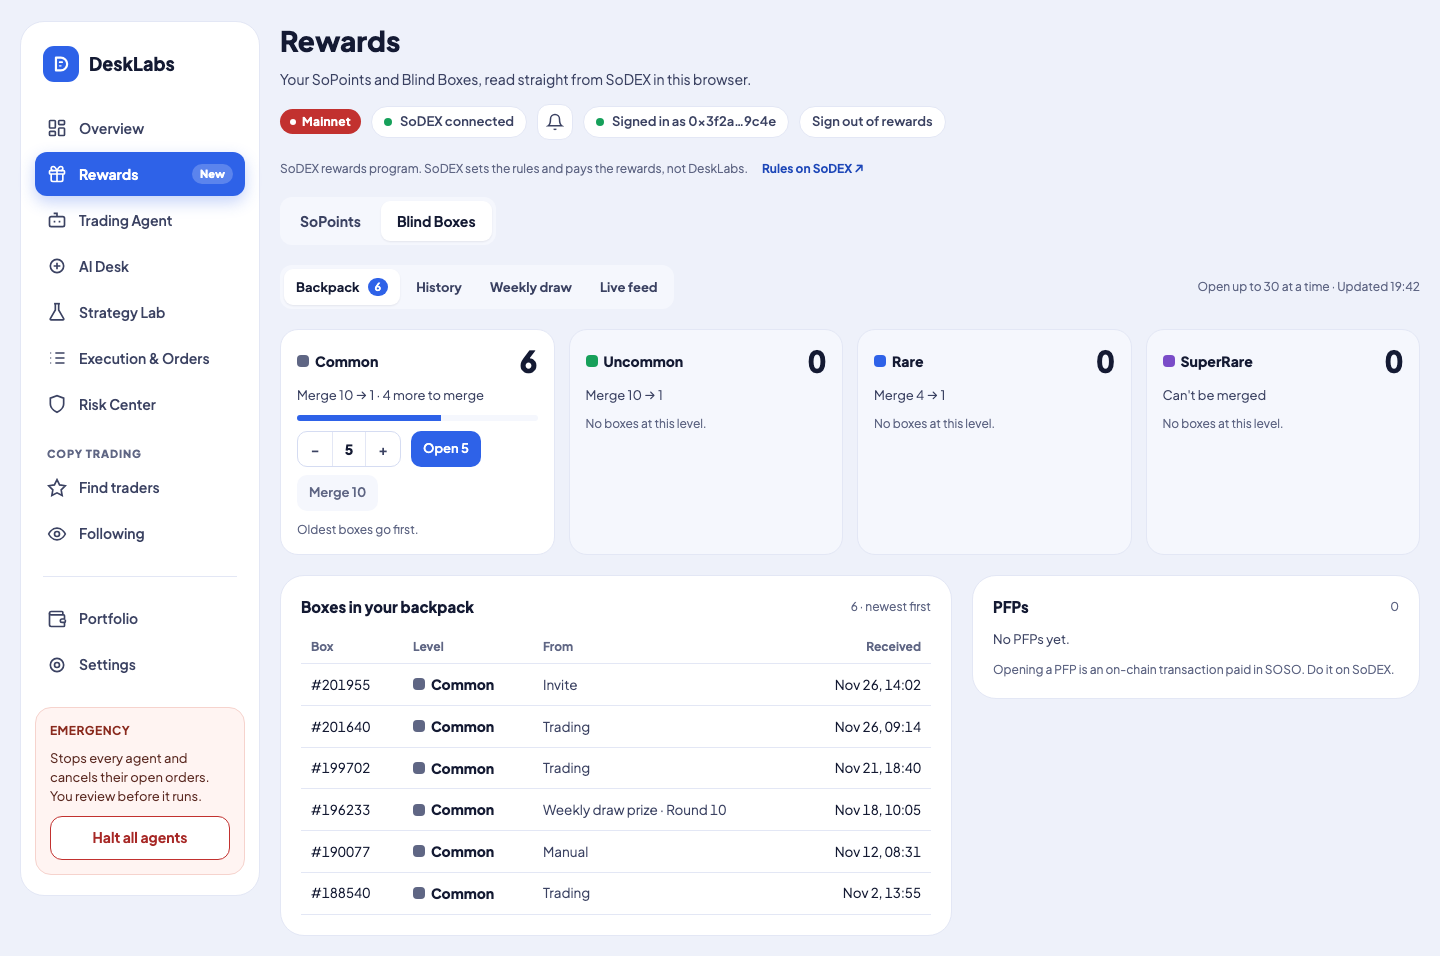 DeskLabs
Overview
Rewards New
Trading Agent
AI Desk
Strategy Lab
Execution & Orders
Risk Center
COPY TRADING
Find traders
Following
Portfolio
Settings
EMERGENCY
Stops every agent and
cancels their open orders.
You review before it runs.
Halt all agents
Rewards
Your SoPoints and Blind Boxes, read straight from SoDEX in this browser.
Mainnet SoDEX connected Signed in as 0×3f2a…9c4e Sign out of rewards
SoDEX rewards program. SoDEX sets the rules and pays the rewards, not DeskLabs. Rules on SoDEX ↗
SoPoints Blind Boxes
Backpack 6 History Weekly draw Live feed Open up to 30 at a time · Updated 19:42
Common 6
Merge 10 → 1 · 4 more to merge
− 5 + Open 5
Merge 10
Oldest boxes go first.
Uncommon 0
Merge 10 → 1
No boxes at this level.
Rare 0
Merge 4 → 1
No boxes at this level.
SuperRare 0
Can't be merged
No boxes at this level.
Boxes in your backpack 6 · newest first
Box Level From Received
#201955 Common Invite Nov 26, 14:02
#201640 Common Trading Nov 26, 09:14
#199702 Common Trading Nov 21, 18:40
#196233 Common Weekly draw prize · Round 10 Nov 18, 10:05
#190077 Common Manual Nov 12, 08:31
#188540 Common Trading Nov 2, 13:55
PFPs 0
No PFPs yet.
Opening a PFP is an on-chain transaction paid in SOSO. Do it on SoDEX.